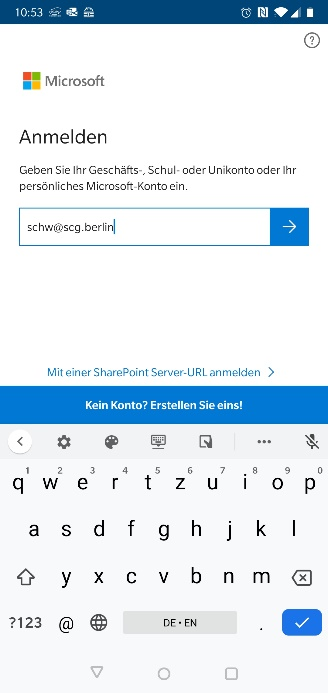 10:53
Microsoft
Anmelden
Geben Sie Ihr Geschäfts-, Schul- oder Unikonto oder Ihr
persönliches Microsoft-Konto ein.
schw@scg.berlin
Mit einer SharePoint Server-URL anmelden
Kein Konto? Erstellen Sie eins!
1 2 3 4 5 6 7 8 9 0
q w e r t z u i o p
a s d f g h j k l
y x c v b n m
?123 @ DE • EN .